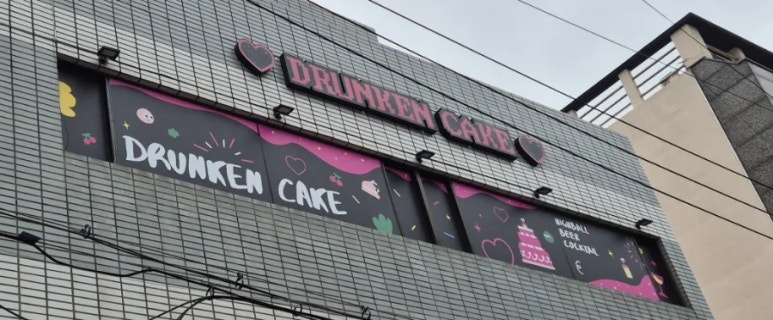 DRUNKEN CAKE
DRUNKEN CAKE
HIGHBALL
BEER
COCKTAIL